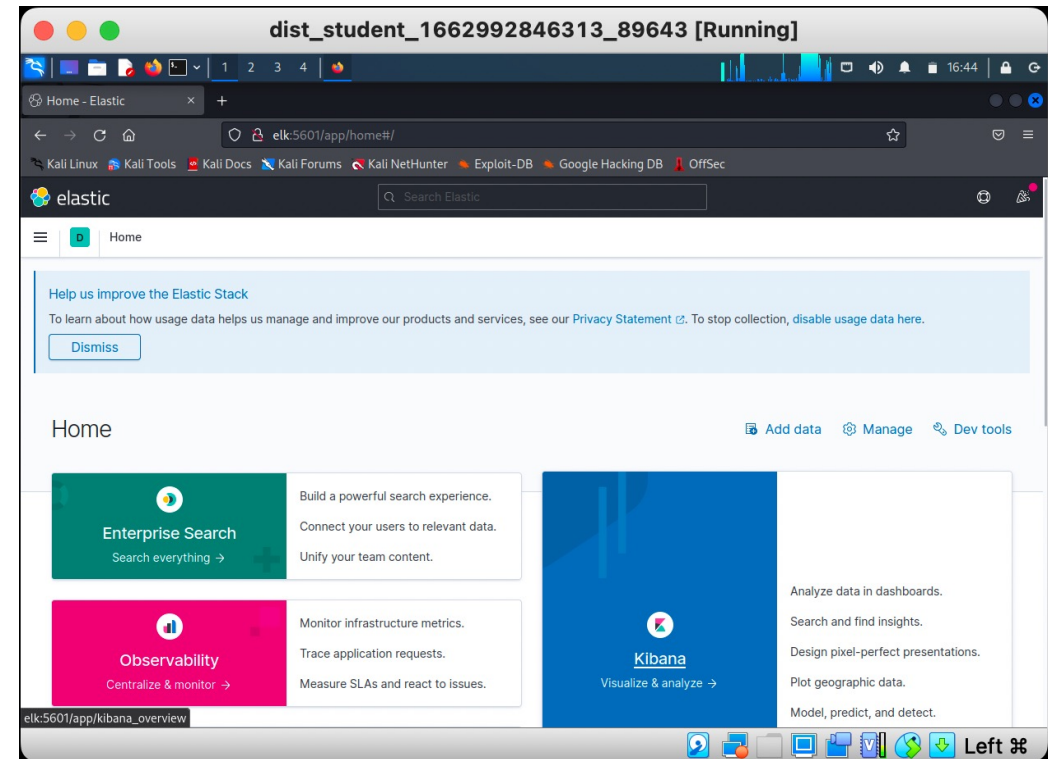 dist_student_1662992846313_89643 [Running]
1 2 3 4 16:44
Home - Elastic
elk:5601/app/home#/
Kali Linux Kali Tools Kali Docs Kali Forums Kali NetHunter Exploit-DB Google Hacking DB OffSec
elastic Search Elastic
D Home
Help us improve the Elastic Stack
To learn about how usage data helps us manage and improve our products and services, see our Privacy Statement. To stop collection, disable usage data here.
Dismiss
Home Add data Manage Dev tools
Enterprise Search
Search everything →
Build a powerful search experience.
Connect your users to relevant data.
Unify your team content.
Observability
Centralize & monitor →
Monitor infrastructure metrics.
Trace application requests.
Measure SLAs and react to issues.
Kibana
Visualize & analyze →
Analyze data in dashboards.
Search and find insights.
Design pixel-perfect presentations.
Plot geographic data.
Model, predict, and detect.
elk:5601/app/kibana_overview
Left ⌘